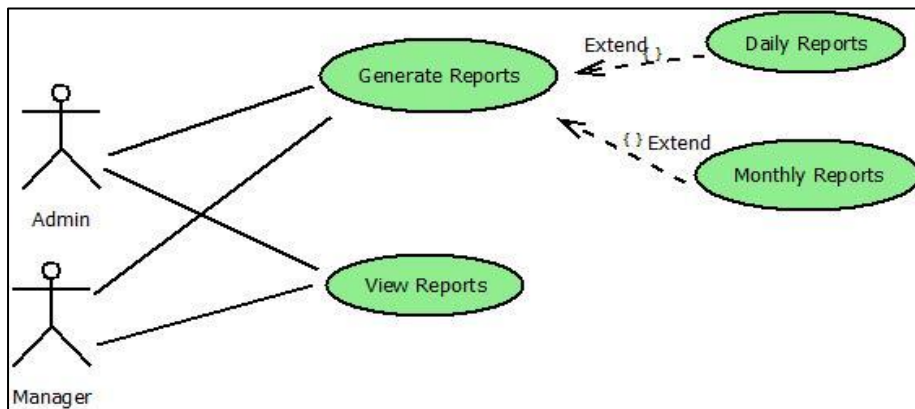 Extend
{ }
Daily Reports
Generate Reports
{ } Extend
Monthly Reports
Admin
View Reports
Manager